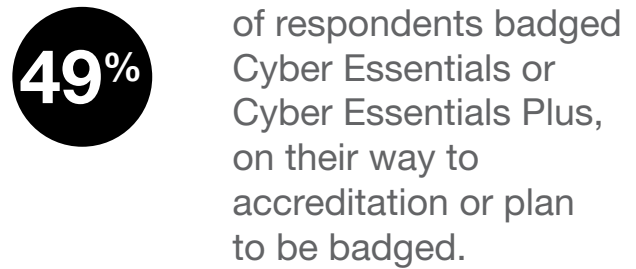 49%
of respondents badged
Cyber Essentials or
Cyber Essentials Plus,
on their way to
accreditation or plan
to be badged.